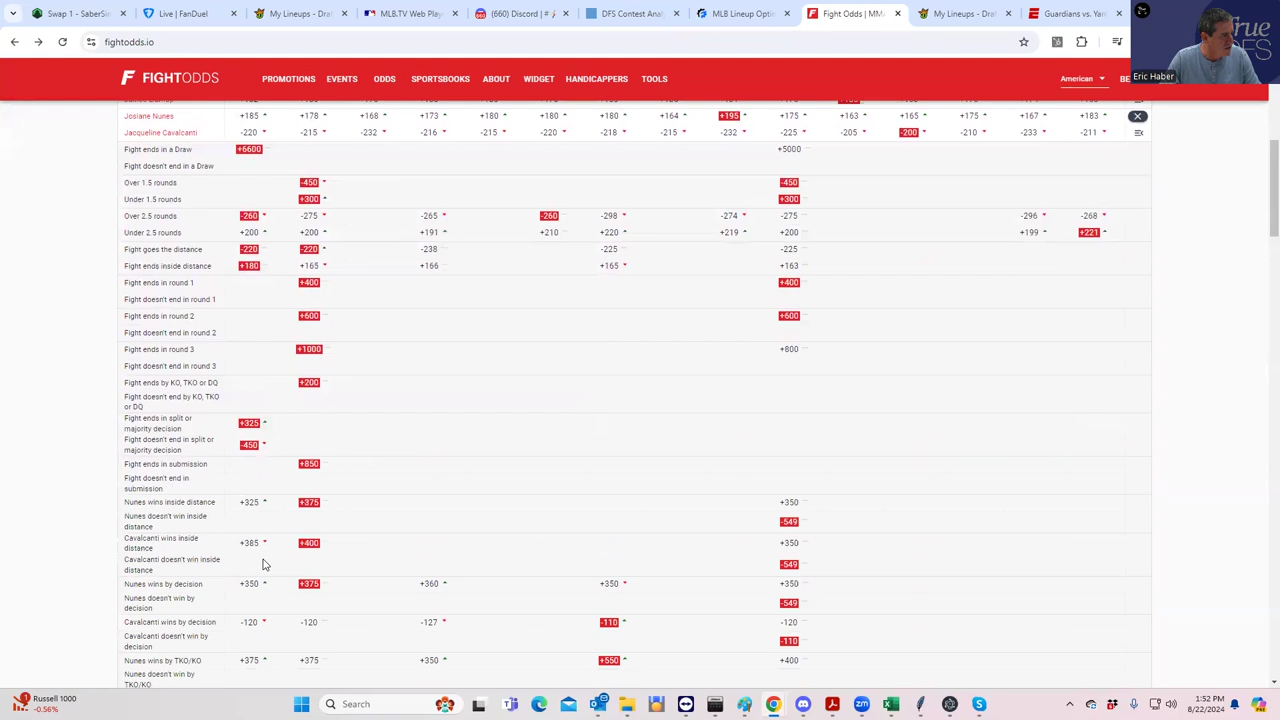 (6) SabeSin
My Lineups - Draf
MLB.TV Web Playe
(660) # A
DFS Contest Analy
MLB Lineup Optim
Fight Odds | MMA
My Lineups - Draf
Guardians vs. Yan
fightodds.io
FIGHTODDS
PROMOTIONS EVENTS ODDS SPORTSBOOKS ABOUT WIDGET HANDICAPPERS TOOLS
American
BE
True
Eric Haber
Josiane Nunes +185 +178 +168 +173 +180 +180 +180 +164 +195 +175 +163 +165 +175 +167 +183
Jacqueline Cavalcanti -220 -215 -232 -216 -215 -220 -218 -215 -232 -225 -205 -200 -210 -233 -211
Fight ends in a Draw +6600 +5000
Fight doesn't end in a Draw
Over 1.5 rounds -450 -450
Under 1.5 rounds +300 +300
Over 2.5 rounds -260 -275 -265 -260 -298 -274 -275 -296 -268
Under 2.5 rounds +200 +200 +191 +210 +220 +219 +200 +199 +221
Fight goes the distance -220 -220 -238 -225 -225
Fight ends inside distance +180 +165 +166 +165 +163
Fight ends in round 1 +400 +400
Fight doesn't end in round 1
Fight ends in round 2 +600 +600
Fight doesn't end in round 2
Fight ends in round 3 +1000 +800
Fight doesn't end in round 3
Fight ends by KO, TKO or DQ +200
Fight doesn't end by KO, TKO
or DQ
Fight ends in split or
majority decision +325
Fight doesn't end in split or
majority decision -450
Fight ends in submission +850
Fight doesn't end in
submission
Nunes wins inside distance +325 +375 +350
Nunes doesn't win inside
distance -549
Cavalcanti wins inside
distance +385 +400 +350
Cavalcanti doesn't win inside
distance -549
Nunes wins by decision +350 +375 +360 +350 +350
Nunes doesn't win by
decision -549
Cavalcanti wins by decision -120 -120 -127 -110 -120
Cavalcanti doesn't win by
decision -110
Nunes wins by TKO/KO +375 +375 +350 +550 +400
Nunes doesn't win by
TKO/KO
Russell 1000
-0.56%
Search
1:52 PM
8/22/2024